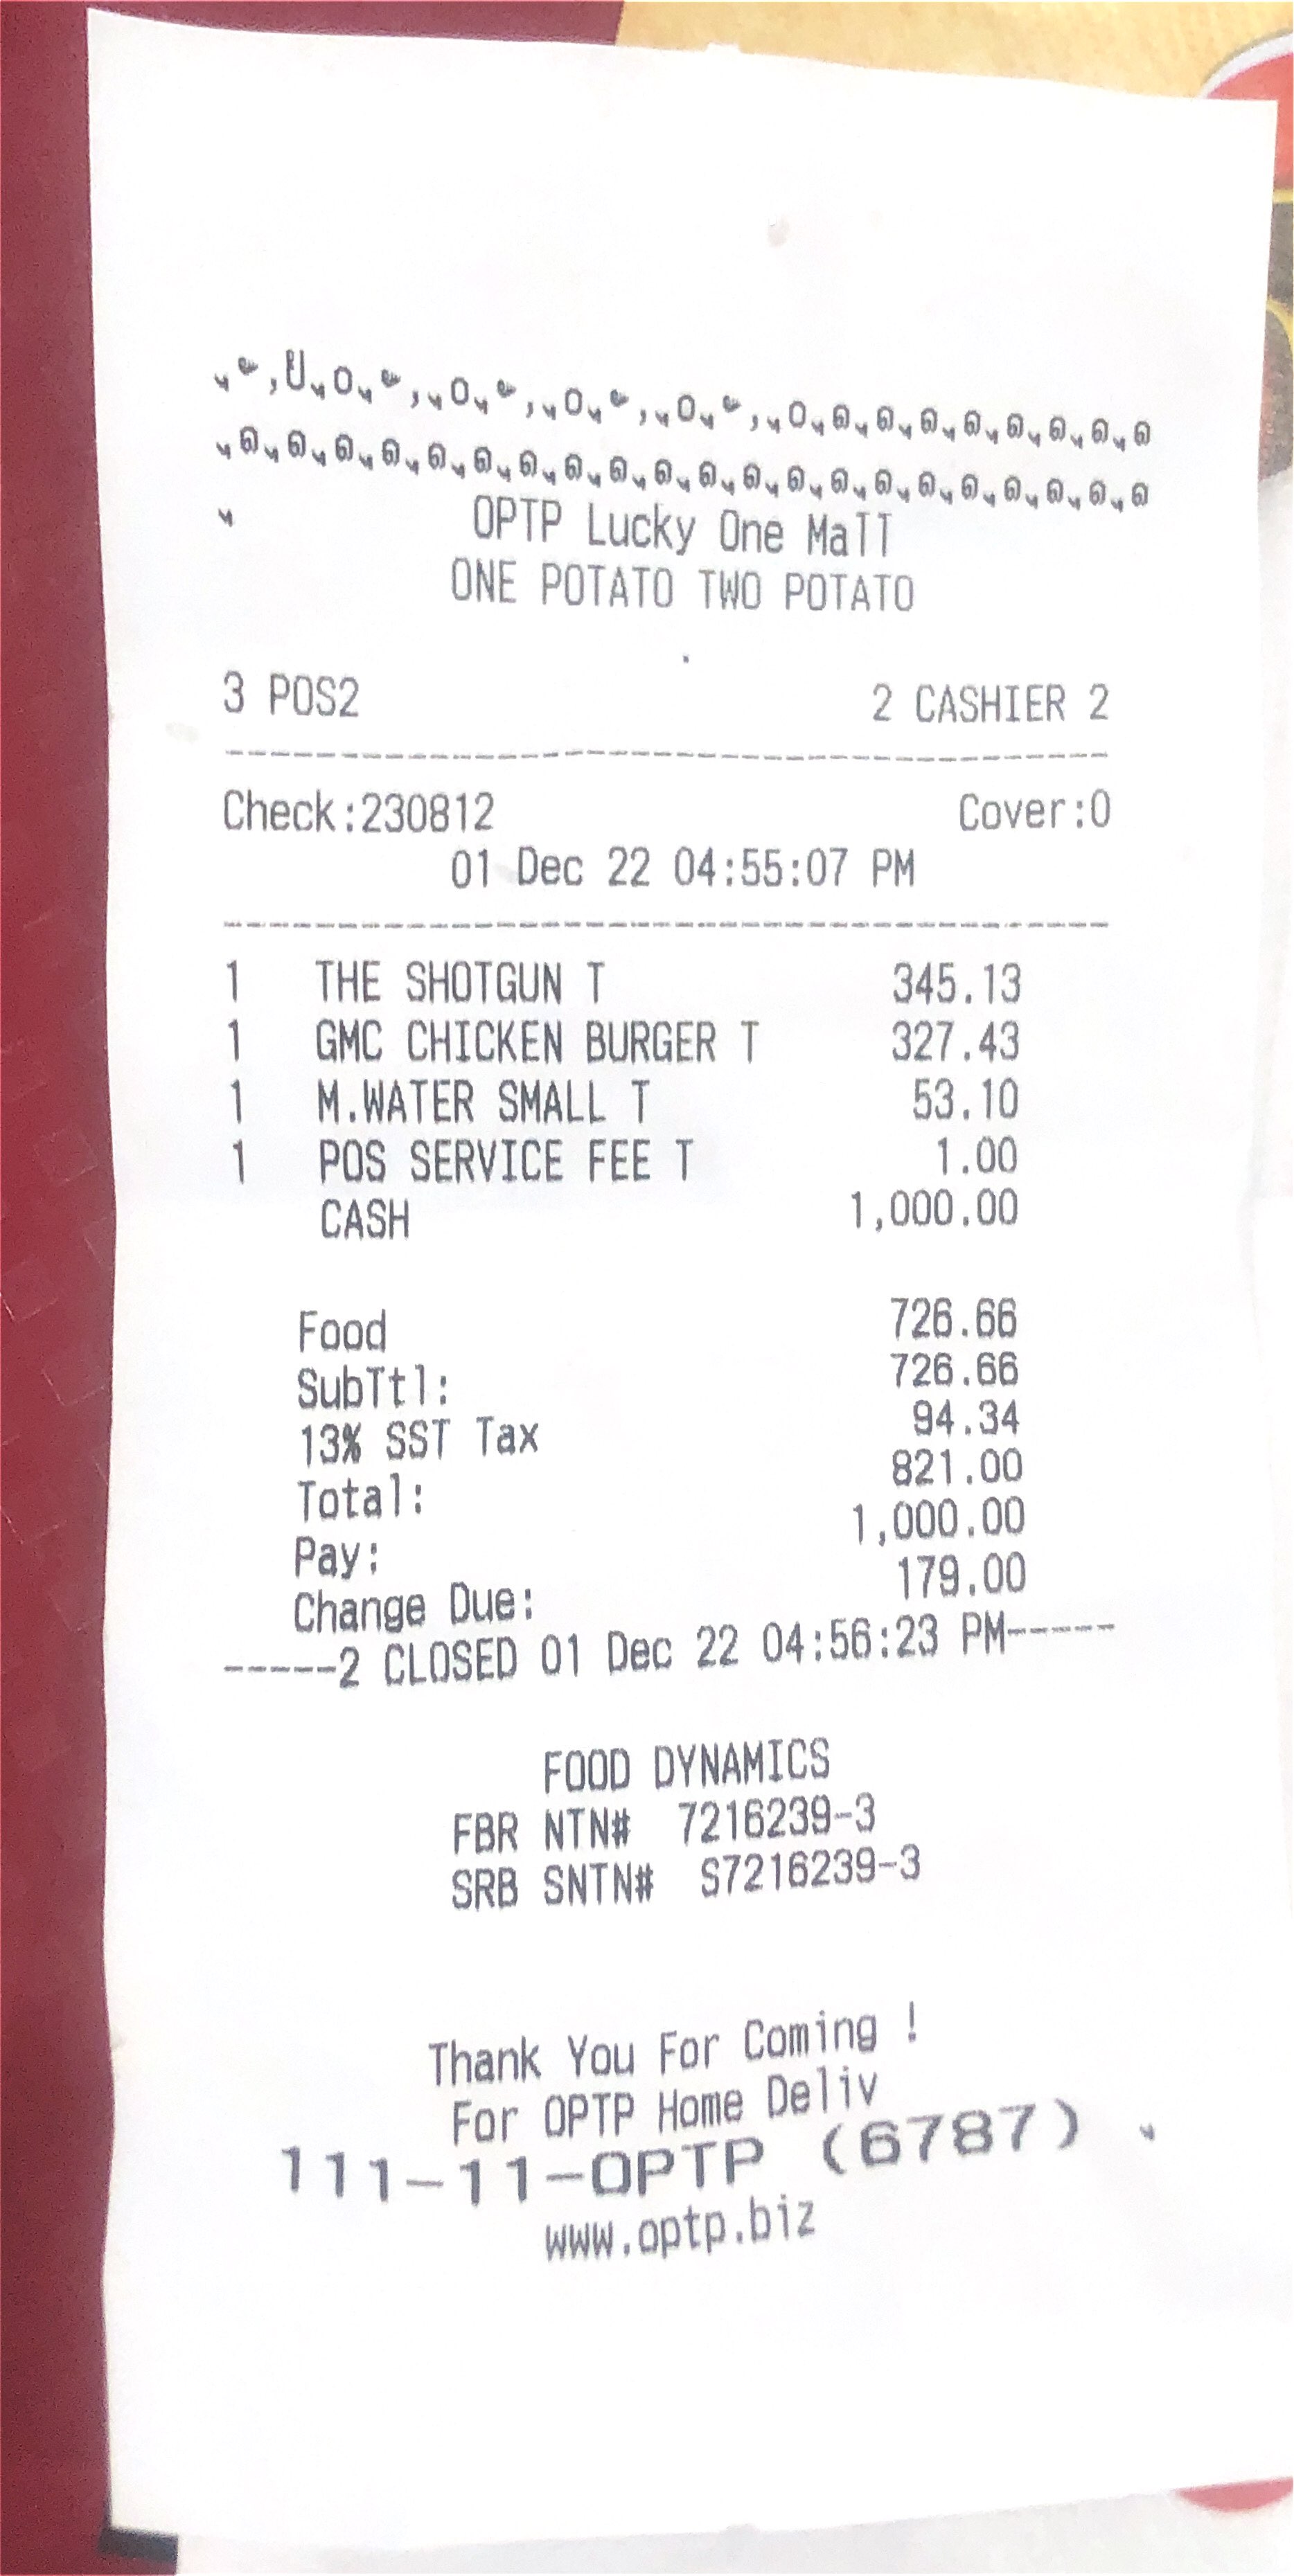 OPTP Lucky One Mall
ONE POTATO TWO POTATO
3 POS2 2 CASHIER 2
Check:230812 Cover:0
01 Dec 22 04:55:07 PM
1 THE SHOTGUN T 345.13
1 GMC CHICKEN BURGER T 327.43
1 M.WATER SMALL T 53.10
1 POS SERVICE FEE T 1.00
CASH 1,000.00
Food 726.66
SubTtl: 726.66
13% SST Tax 94.34
Total: 821.00
Pay: 1,000.00
Change Due: 179.00
-----2 CLOSED 01 Dec 22 04:56:23 PM-----
FOOD DYNAMICS
FBR NTN# 7216239-3
SRB SNTN# S7216239-3
Thank You For Coming !
For OPTP Home Deliv
111-11-OPTP (6787)
www.optp.biz